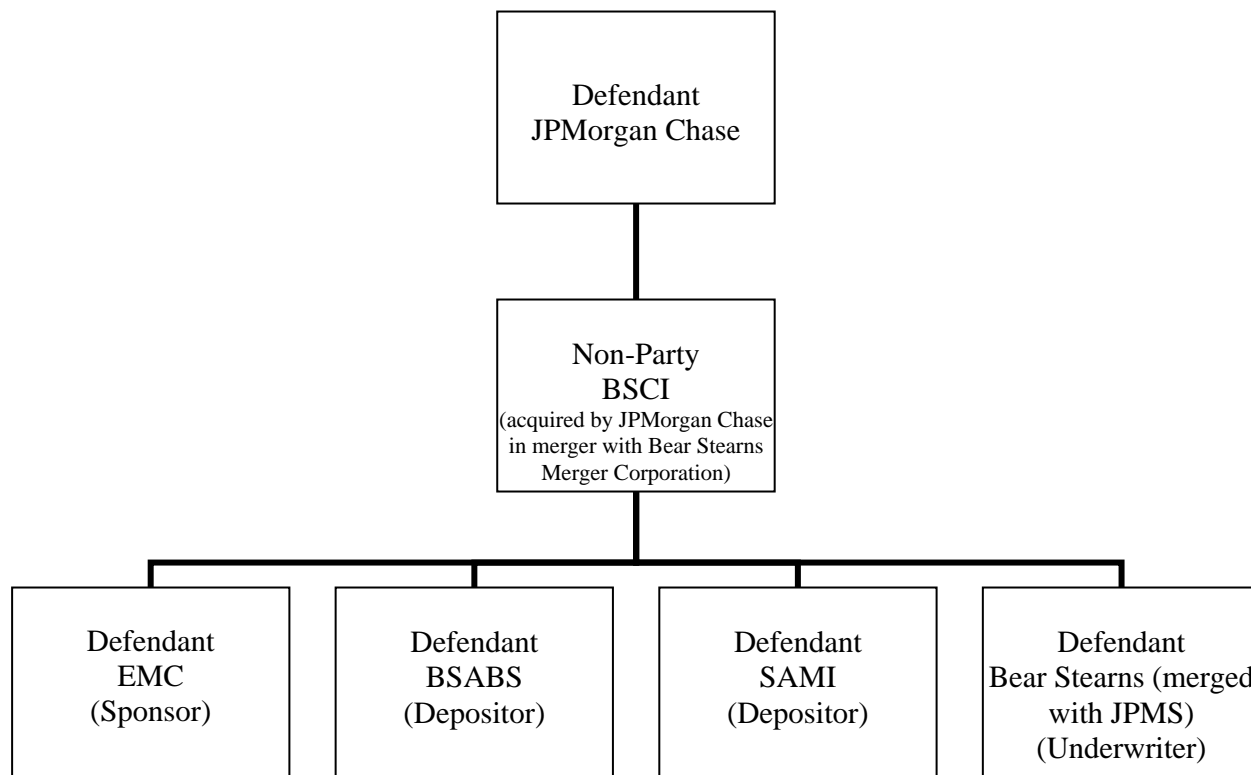 Defendant
JPMorgan Chase
Non-Party
BSCI
(acquired by JPMorgan Chase
in merger with Bear Stearns
Merger Corporation)
Defendant
EMC
(Sponsor)
Defendant
BSABS
(Depositor)
Defendant
SAMI
(Depositor)
Defendant
Bear Stearns (merged
with JPMS)
(Underwriter)